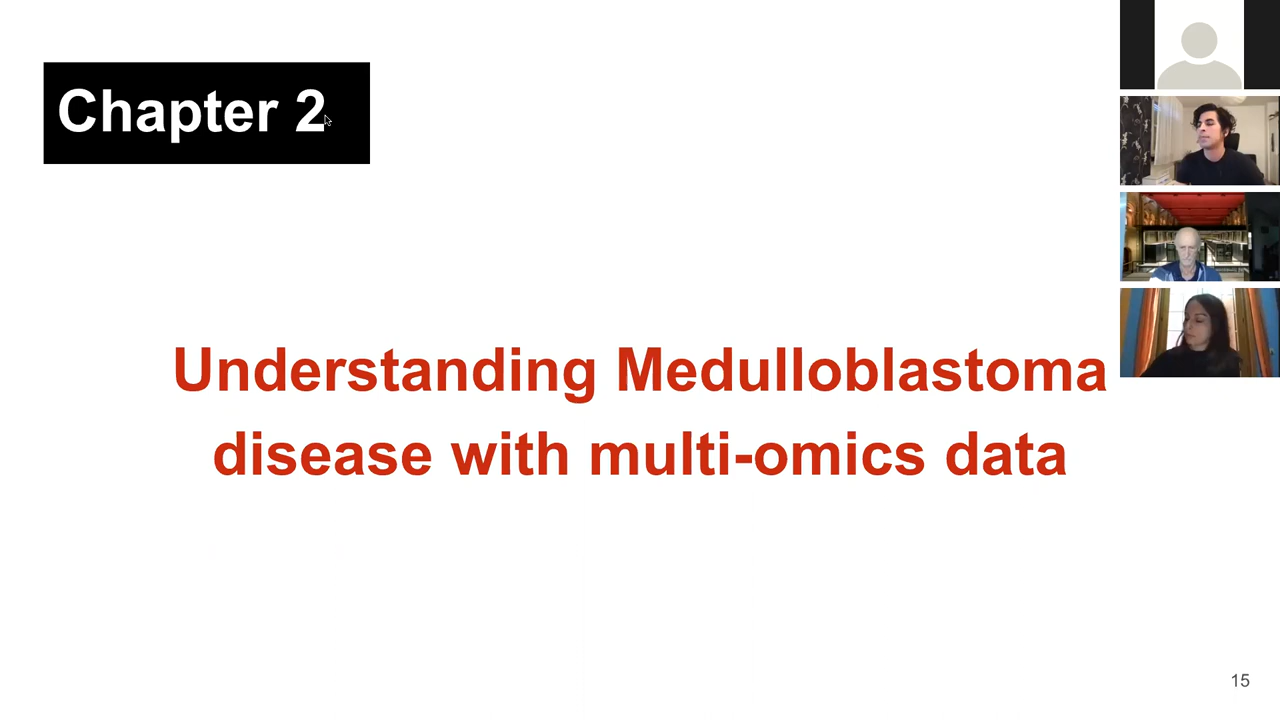 Chapter 2
Understanding Medulloblastoma
disease with multi-omics data
15